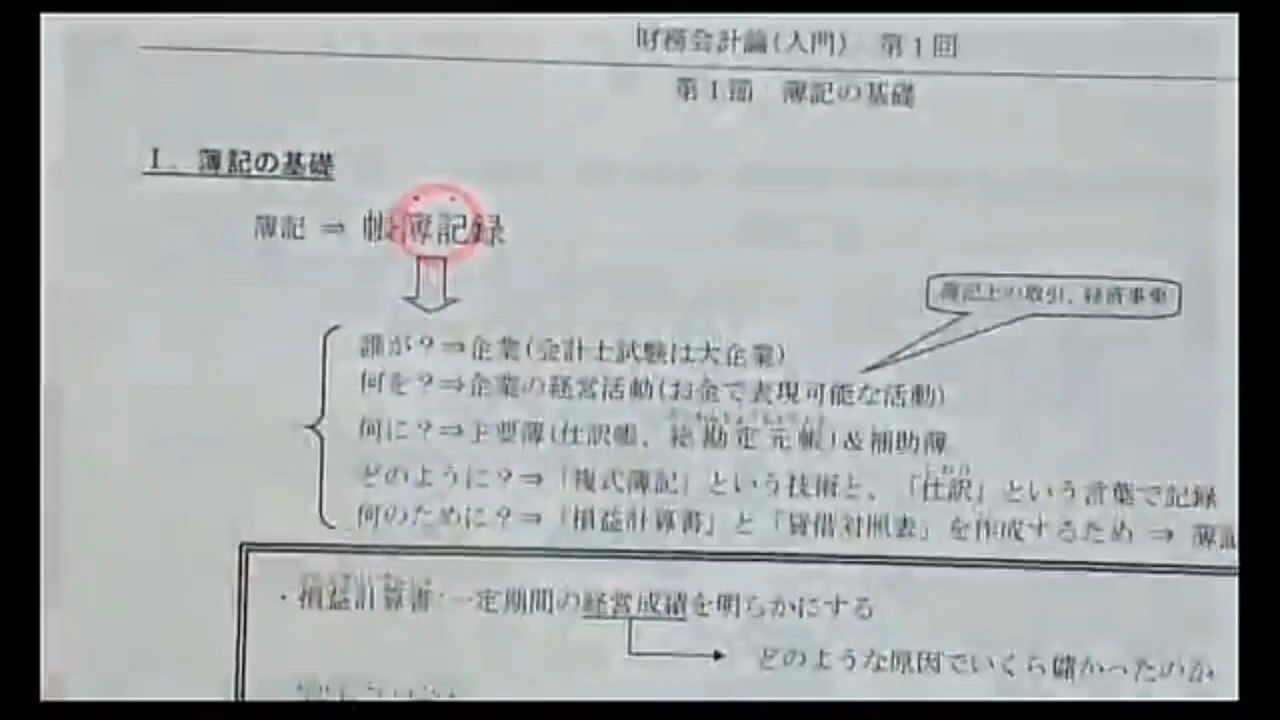 財務会計論(入門) 第1回
第1節 簿記の基礎
I. 簿記の基礎
簿記 ⇒ 帳簿記録
簿記上の取引、経済事象
誰が?⇒企業(会計士試験は大企業)
何を?⇒企業の経営活動(お金で表現可能な活動)
何に?⇒主要簿(仕訳帳、総勘定元帳)&補助簿
どのように?⇒「複式簿記」という技術と、「仕訳」という言葉で記録
何のために?⇒「損益計算書」と「貸借対照表」を作成するため ⇒ 簿記
・損益計算書:一定期間の経営成績を明らかにする
どのような原因でいくら儲かったのか